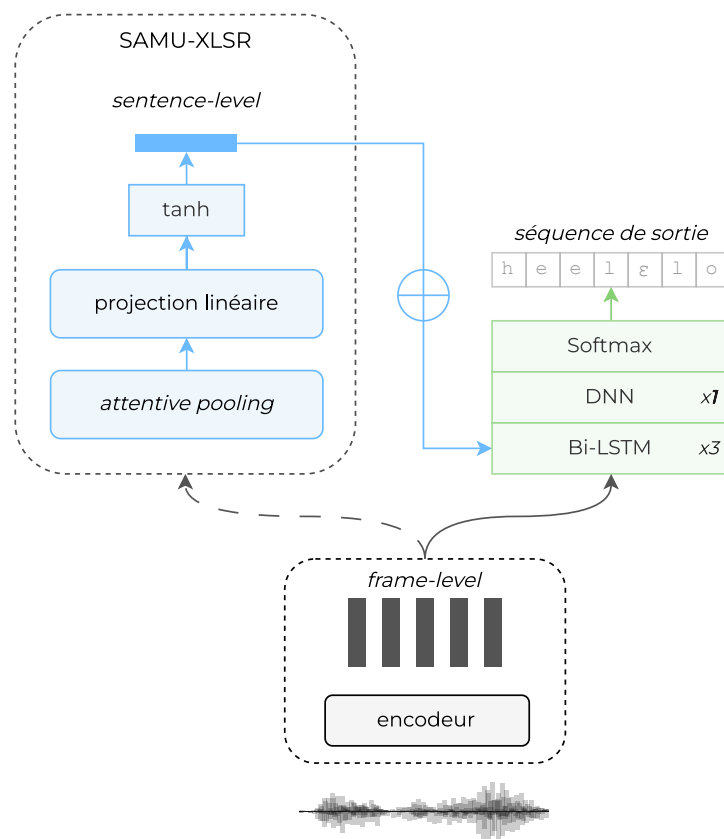 SAMU-XLSR
sentence-level
tanh
projection linéaire
attentive pooling
séquence de sortie
h e e l ε l o
Softmax
DNN x1
Bi-LSTM x3
frame-level
encodeur